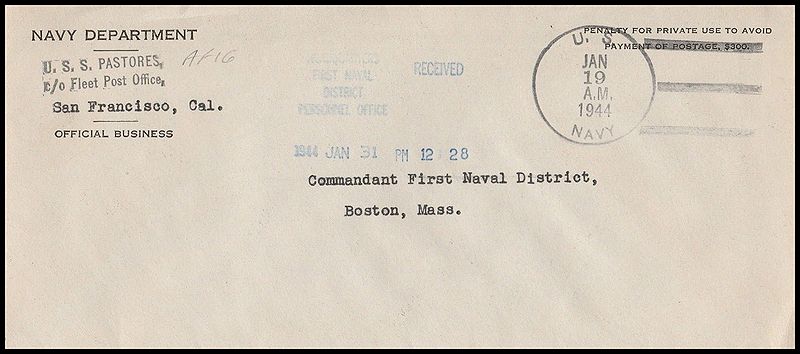 NAVY DEPARTMENT
U. S. S. PASTORES, AF16
c/o Fleet Post Office,
San Francisco, Cal.
OFFICIAL BUSINESS
HEADQUARTERS
FIRST NAVAL
DISTRICT
PERSONNEL OFFICE
RECEIVED
1944 JAN 31 PM 12 28
U. S.
JAN
19
A.M.
1944
NAVY
PENALTY FOR PRIVATE USE TO AVOID
PAYMENT OF POSTAGE, $300.
Commandant First Naval District,
Boston, Mass.